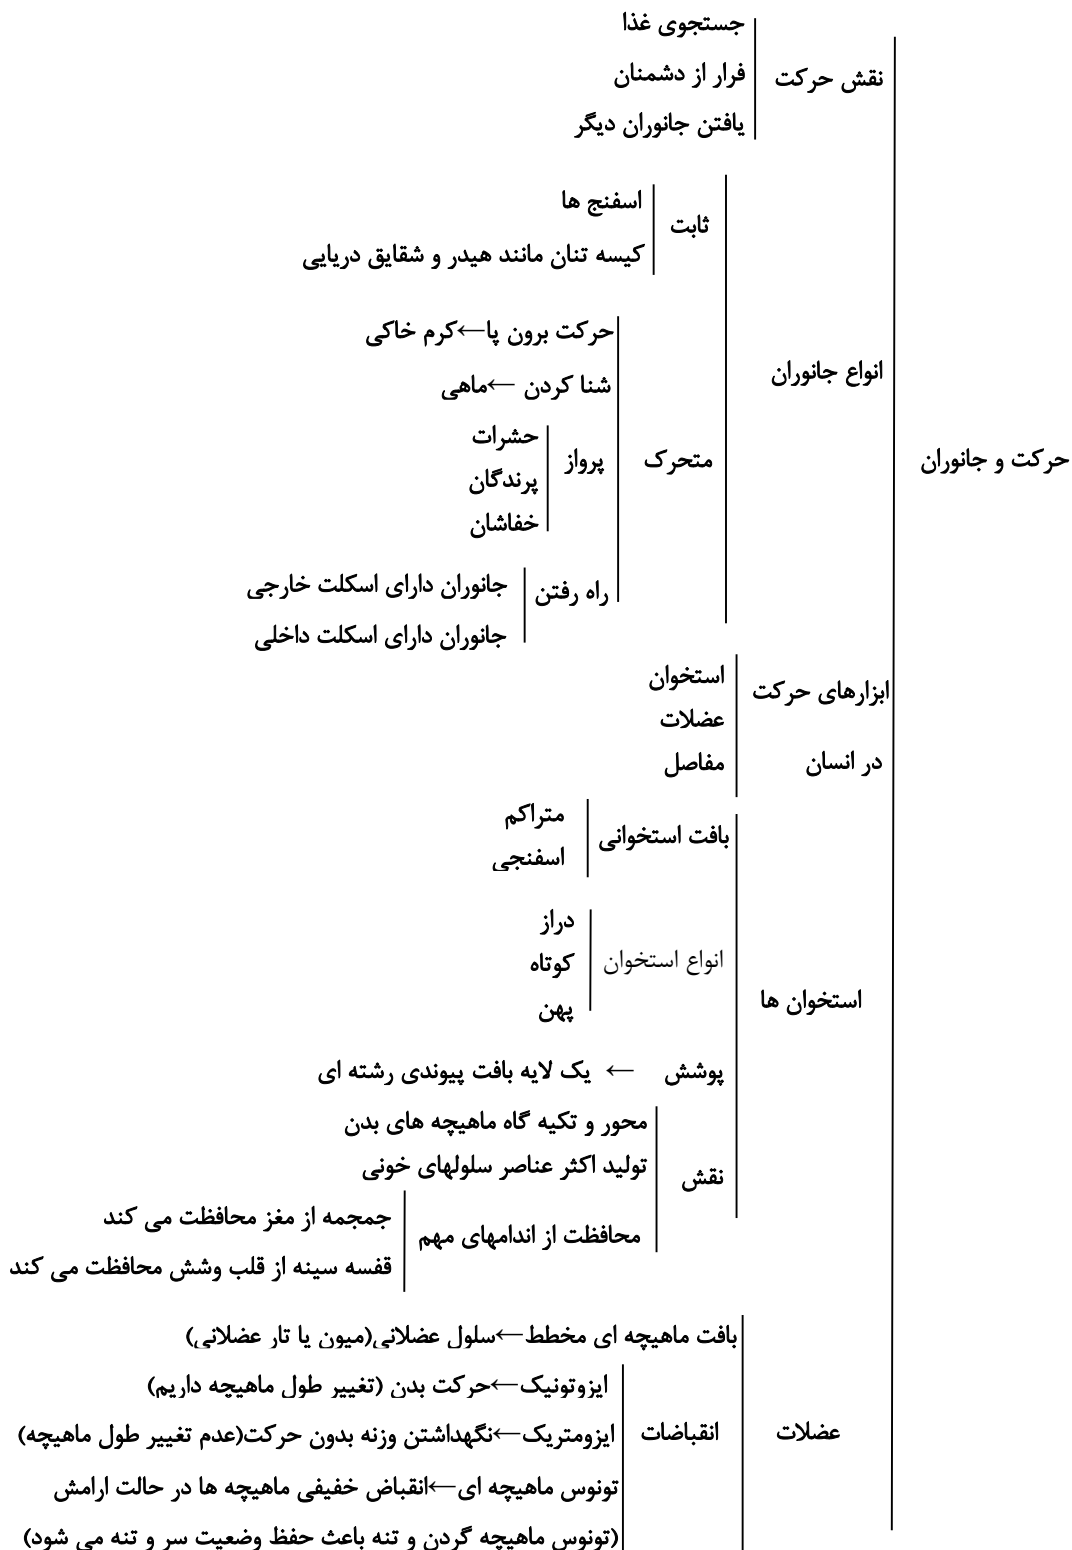 حرکت و جانوران
نقش حرکت
جستجوی غذا
فرار از دشمنان
یافتن جانوران دیگر
انواع جانوران
ثابت
اسفنج ها
کیسه تنان مانند هیدر و شقایق دریایی
متحرک
حرکت برون پا←کرم خاکی
شنا کردن ←ماهی
پرواز
حشرات
پرندگان
خفاشان
راه رفتن
جانوران دارای اسکلت خارجی
جانوران دارای اسکلت داخلی
ابزارهای حرکت
در انسان
استخوان
عضلات
مفاصل
استخوان ها
بافت استخوانی
متراکم
اسفنجی
انواع استخوان
دراز
کوتاه
پهن
پوشش ← یک لایه بافت پیوندی رشته ای
نقش
محور و تکیه گاه ماهیچه های بدن
تولید اکثر عناصر سلولهای خونی
محافظت از اندامهای مهم
جمجمه از مغز محافظت می کند
قفسه سینه از قلب وشش محافظت می کند
عضلات
بافت ماهیچه ای مخطط←سلول عضلانی(میون یا تار عضلانی)
انقباضات
ایزوتونیک←حرکت بدن (تغییر طول ماهیچه داریم)
ایزومتریک←نگهداشتن وزنه بدون حرکت(عدم تغییر طول ماهیچه)
تونوس ماهیچه ای←انقباض خفیفی ماهیچه ها در حالت ارامش
(تونوس ماهیچه گردن و تنه باعث حفظ وضعیت سر و تنه می شود)